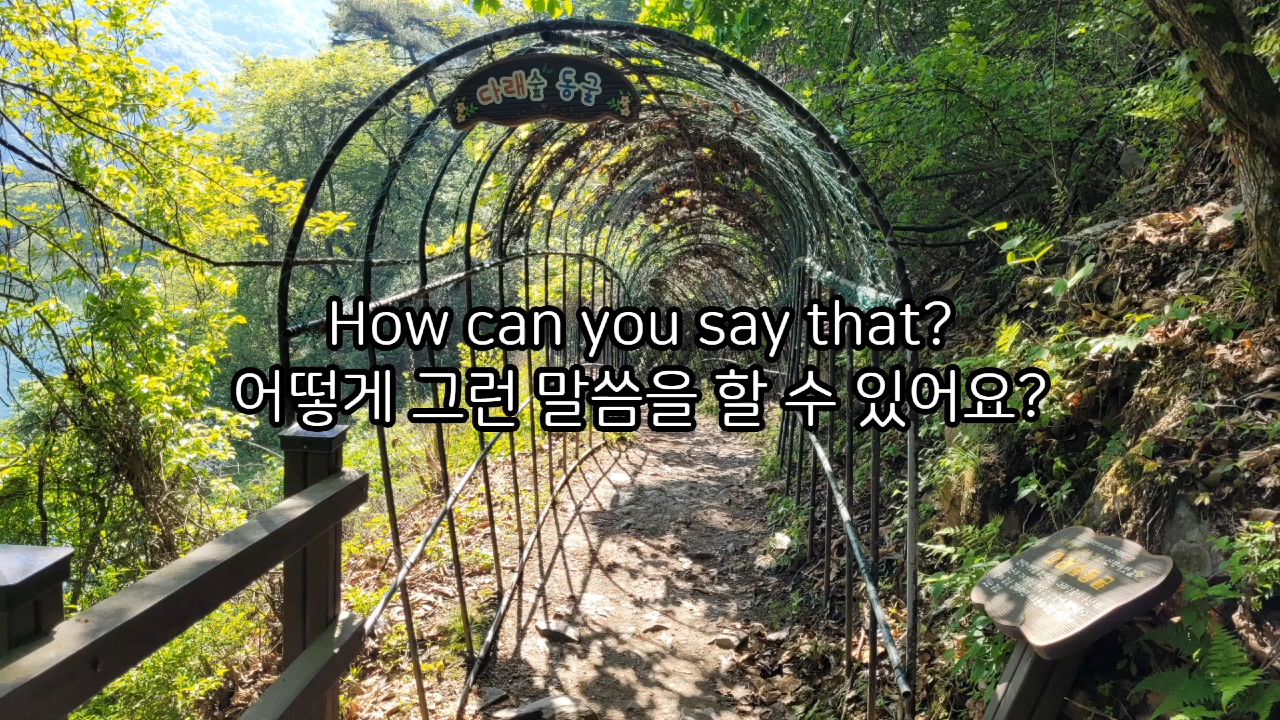 다래숲 동굴
How can you say that?
어떻게 그런 말씀을 할 수 있어요?